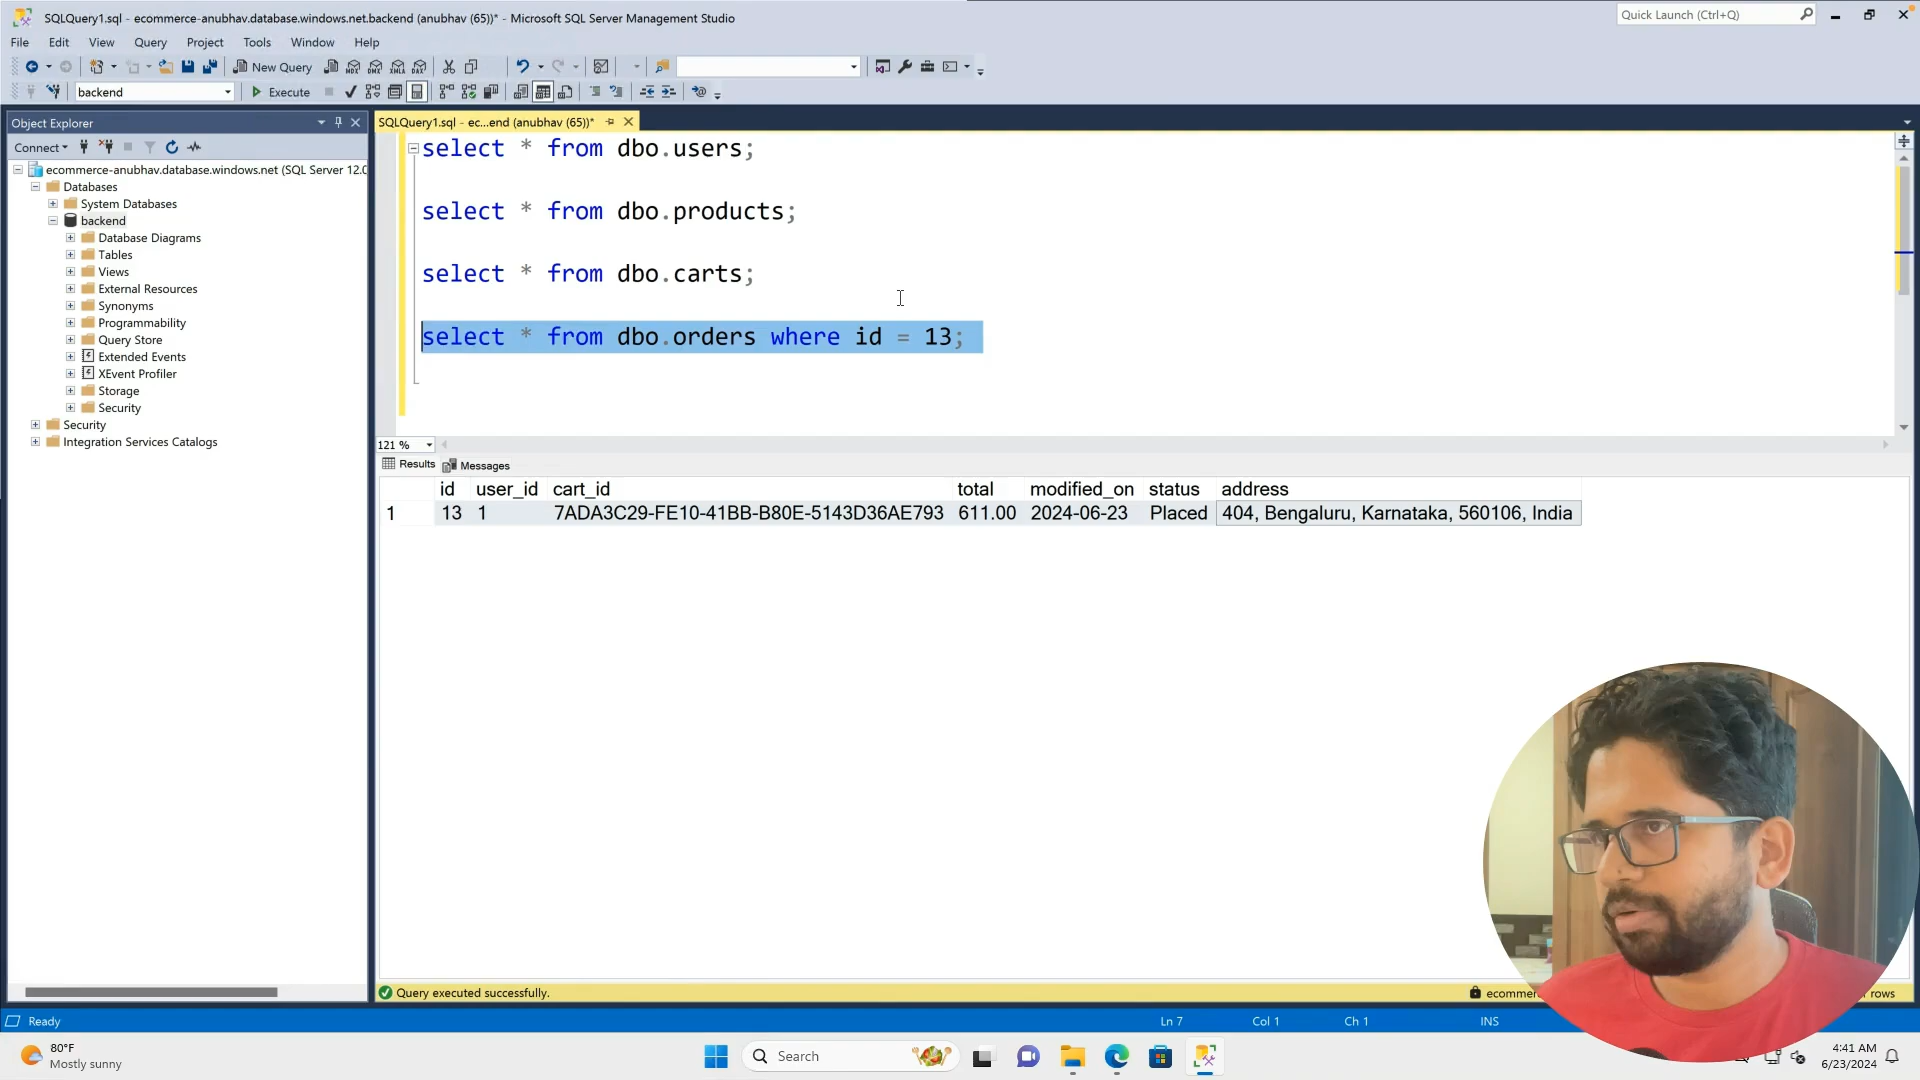 SQLQuery1.sql - ecommerce-anubhav.database.windows.net.backend (anubhav (65))* - Microsoft SQL Server Management Studio
Quick Launch (Ctrl+Q)
File Edit View Query Project Tools Window Help
New Query
backend
Execute
Object Explorer
SQLQuery1.sql - ec...end (anubhav (65))*
Connect
ecommerce-anubhav.database.windows.net (SQL Server 12.0
Databases
System Databases
backend
Database Diagrams
Tables
Views
External Resources
Synonyms
Programmability
Query Store
Extended Events
XEvent Profiler
Storage
Security
Security
Integration Services Catalogs
select * from dbo.users;
select * from dbo.products;
select * from dbo.carts;
select * from dbo.orders where id = 13;
121 %
Results Messages
id user_id cart_id total modified_on status address
1 13 1 7ADA3C29-FE10-41BB-B80E-5143D36AE793 611.00 2024-06-23 Placed 404, Bengaluru, Karnataka, 560106, India
Query executed successfully.
rows
Ready
Ln 7 Col 1 Ch 1 INS
80°F
Mostly sunny
Search
4:41 AM
6/23/2024